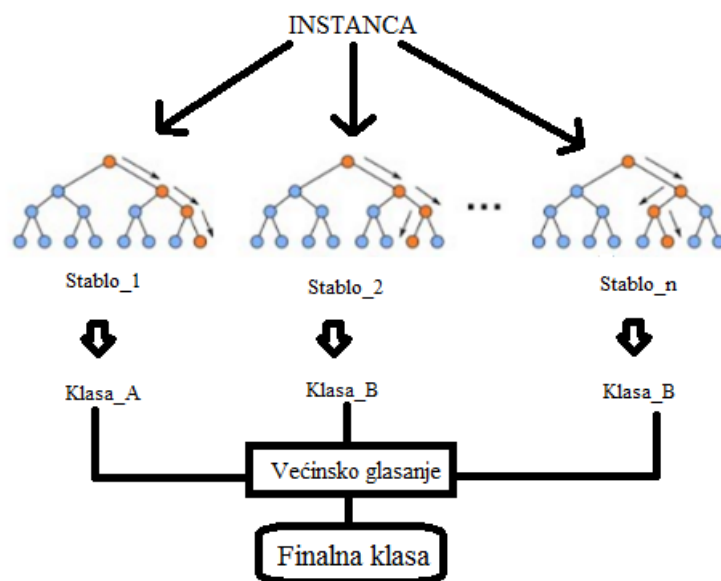 INSTANCA
...
Stablo_1
Stablo_2
Stablo_n
Klasa_A
Klasa_B
Klasa_B
Većinsko glasanje
Finalna klasa